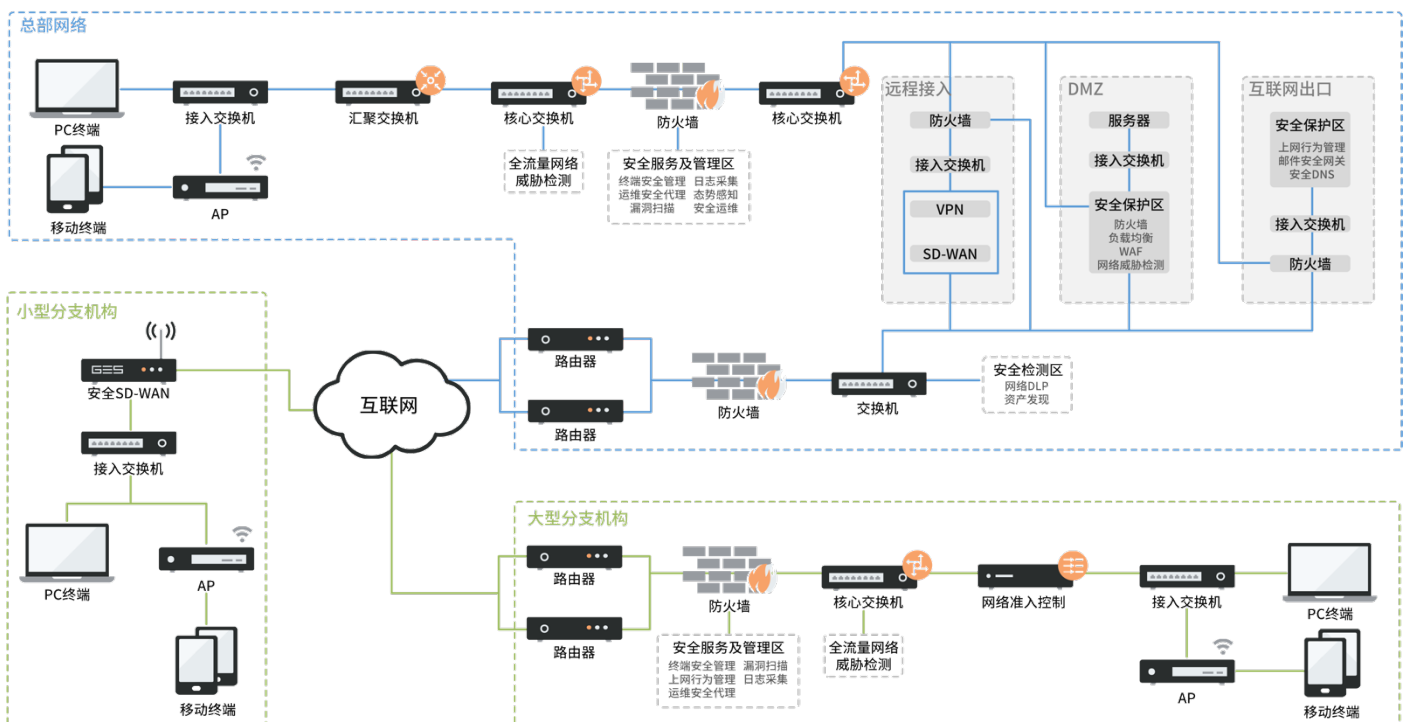 总部网络
PC终端
接入交换机
汇聚交换机
核心交换机
防火墙
核心交换机
移动终端
AP
全流量网络
威胁检测
安全服务及管理区
终端安全管理 日志采集
运维安全代理 态势感知
漏洞扫描 安全运维
远程接入
防火墙
接入交换机
VPN
SD-WAN
DMZ
服务器
接入交换机
安全保护区
防火墙
负载均衡
WAF
网络威胁检测
互联网出口
安全保护区
上网行为管理
邮件安全网关
安全DNS
接入交换机
防火墙
路由器
路由器
防火墙
交换机
安全检测区
网络DLP
资产发现
互联网
小型分支机构
GES
安全SD-WAN
接入交换机
PC终端
AP
移动终端
大型分支机构
路由器
路由器
防火墙
核心交换机
网络准入控制
接入交换机
PC终端
安全服务及管理区
终端安全管理 漏洞扫描
上网行为管理 日志采集
运维安全代理
全流量网络
威胁检测
AP
移动终端